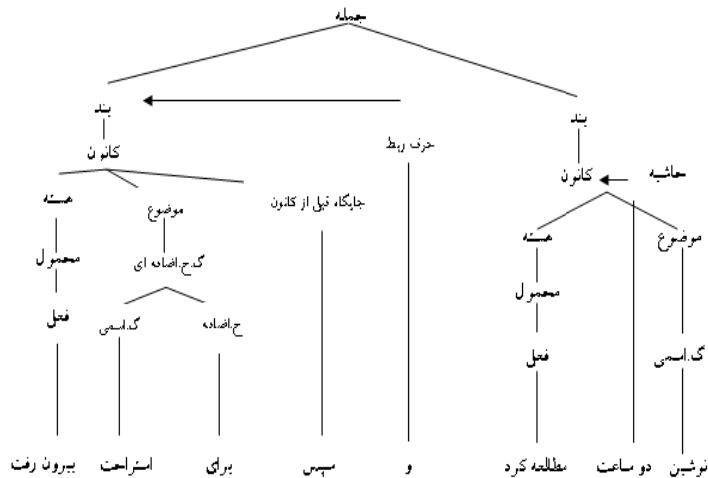 جمله
بند
بند
حرف ربط
کانون
حاشیه
کانون
جایگاه قبل از کانون
موضوع
هسته
موضوع
هسته
گ.ح.اضافه ای
محمول
محمول
ح.اضافه
گ.اسمی
فعل
گ.اسمی
فعل
نوشین دو ساعت مطالعه کرد و سپس برای استراحت بیرون رفت